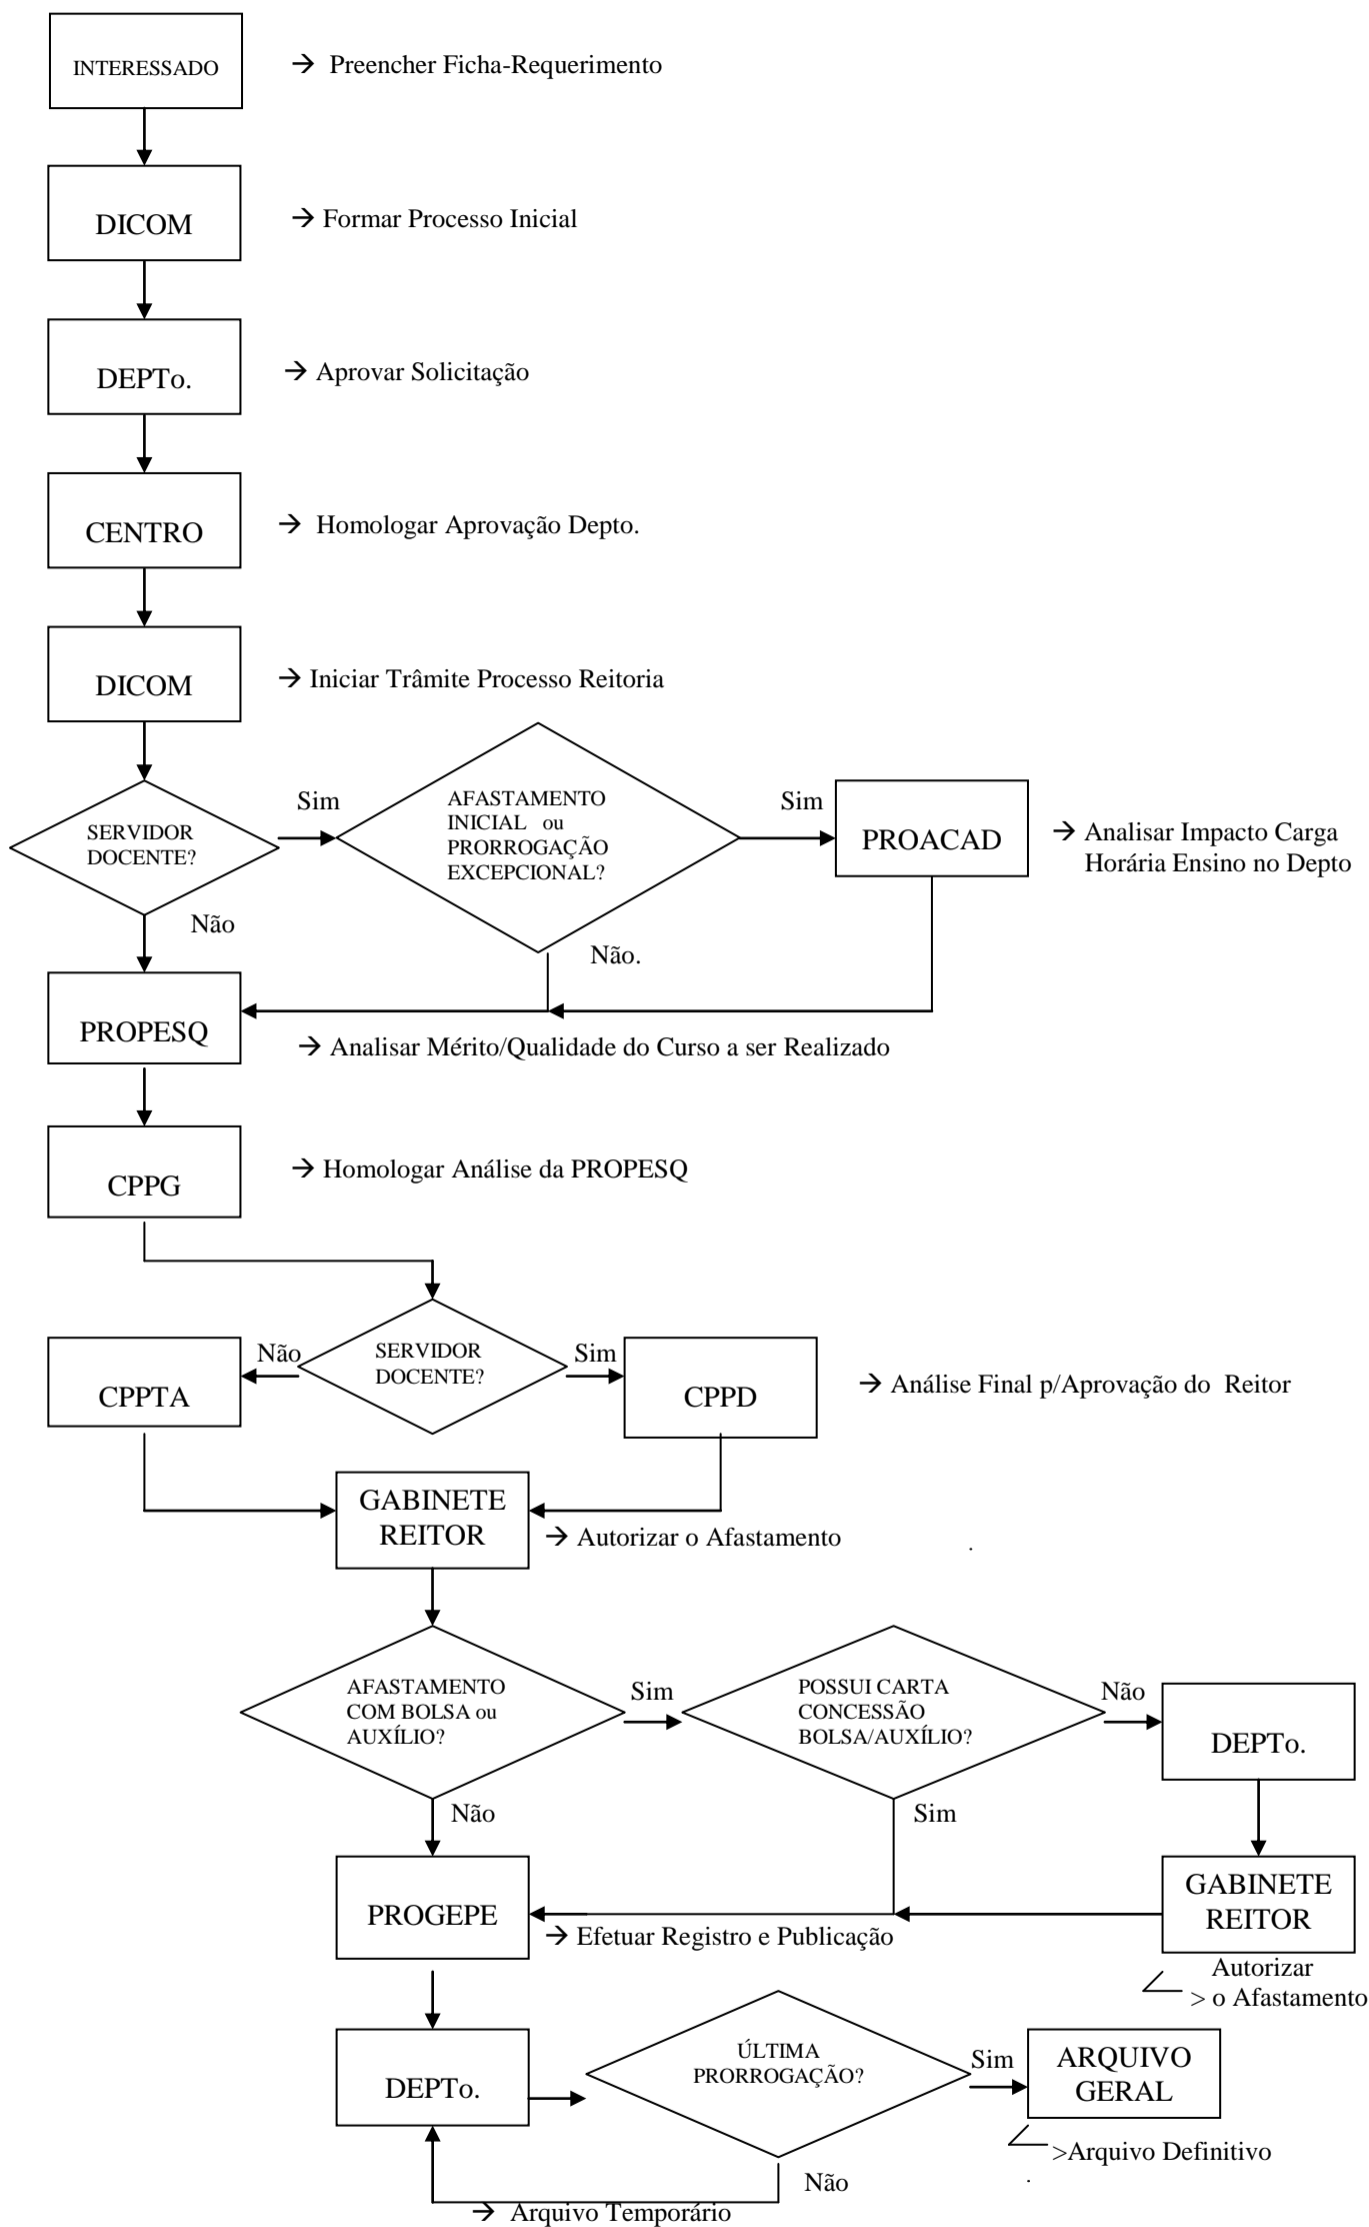 INTERESSADO
→ Preencher Ficha-Requerimento
DICOM
→ Formar Processo Inicial
DEPTo.
→ Aprovar Solicitação
CENTRO
→ Homologar Aprovação Depto.
DICOM
→ Iniciar Trâmite Processo Reitoria
SERVIDOR
DOCENTE?
Sim
Não
AFASTAMENTO
INICIAL ou
PRORROGAÇÃO
EXCEPCIONAL?
Sim
Não.
PROACAD
→ Analisar Impacto Carga
Horária Ensino no Depto
PROPESQ
→ Analisar Mérito/Qualidade do Curso a ser Realizado
CPPG
→ Homologar Análise da PROPESQ
SERVIDOR
DOCENTE?
Não
Sim
CPPTA
CPPD
→ Análise Final p/Aprovação do Reitor
GABINETE
REITOR
→ Autorizar o Afastamento
.
AFASTAMENTO
COM BOLSA ou
AUXÍLIO?
Sim
Não
POSSUI CARTA
CONCESSÃO
BOLSA/AUXÍLIO?
Não
Sim
DEPTo.
GABINETE
REITOR
Autorizar
> o Afastamento
PROGEPE
→ Efetuar Registro e Publicação
DEPTo.
ÚLTIMA
PRORROGAÇÃO?
Sim
Não
ARQUIVO
GERAL
>Arquivo Definitivo
.
→ Arquivo Temporário